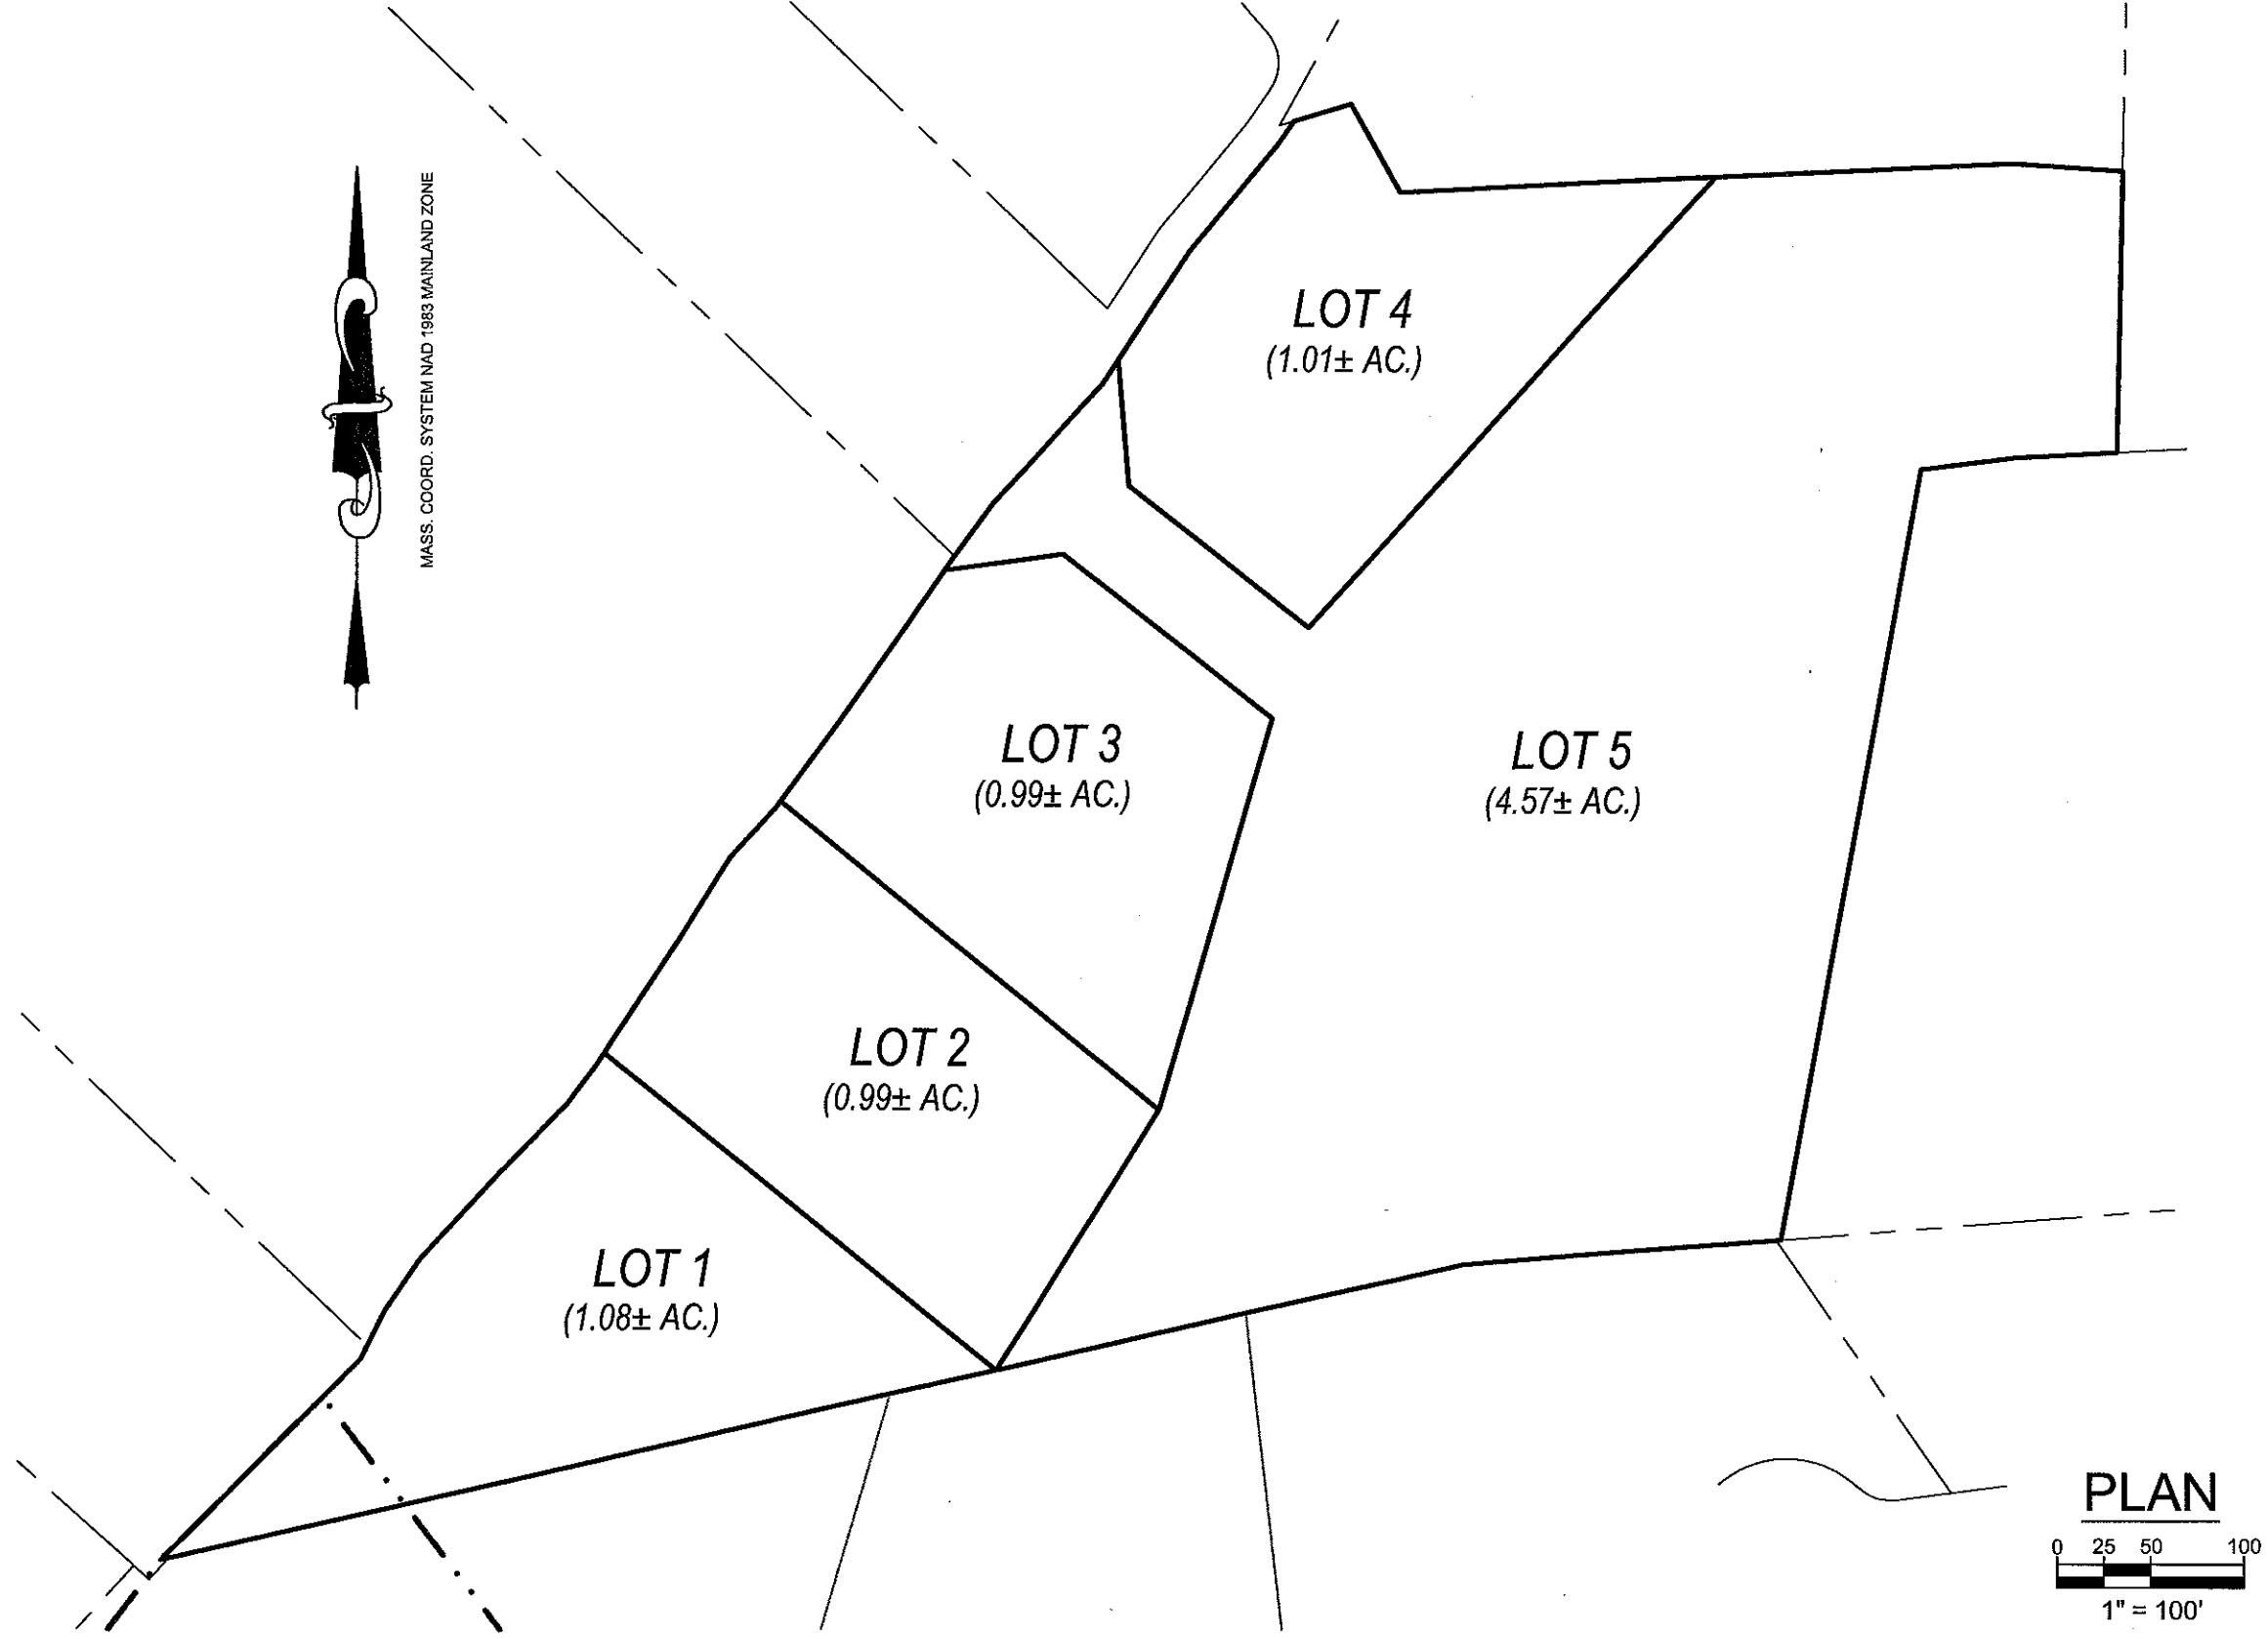 MASS. COORD. SYSTEM NAD 1983 MAINLAND ZONE
LOT 4
(1.01± AC.)
LOT 3
(0.99± AC.)
LOT 5
(4.57± AC.)
LOT 2
(0.99± AC.)
LOT 1
(1.08± AC.)
PLAN
0 25 50 100
1" = 100'